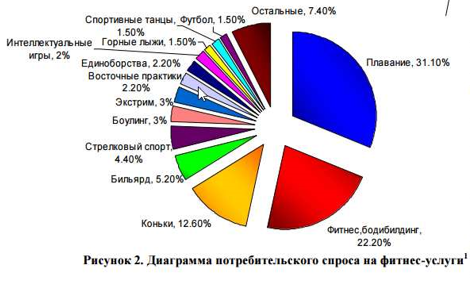 Остальные, 7.40%
Спортивные танцы,
1.50%
Футбол, 1.50%
Горные лыжи, 1.50%
Интеллектуальные
игры, 2%
Единоборства, 2.20%
Восточные практики
2.20%
Экстрим, 3%
Боулинг, 3%
Стрелковый спорт,
4.40%
Бильярд, 5.20%
Коньки, 12.60%
Фитнес,бодибилдинг,
22.20%
Плавание, 31.10%
Рисунок 2. Диаграмма потребительского спроса на фитнес-услуги¹